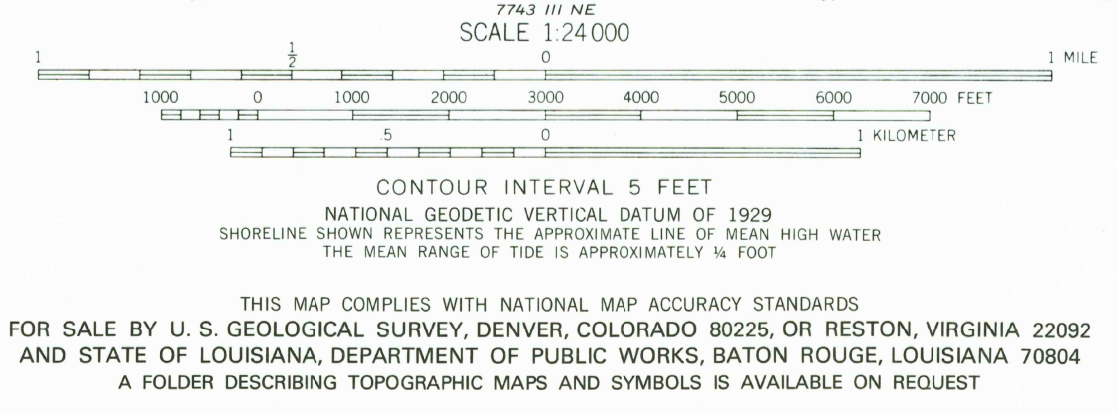 7743 III NE
SCALE 1:24 000
1 1/2 0 1 MILE
1000 0 1000 2000 3000 4000 5000 6000 7000 FEET
1 .5 0 1 KILOMETER
CONTOUR INTERVAL 5 FEET
NATIONAL GEODETIC VERTICAL DATUM OF 1929
SHORELINE SHOWN REPRESENTS THE APPROXIMATE LINE OF MEAN HIGH WATER
THE MEAN RANGE OF TIDE IS APPROXIMATELY ¼ FOOT
THIS MAP COMPLIES WITH NATIONAL MAP ACCURACY STANDARDS
FOR SALE BY U. S. GEOLOGICAL SURVEY, DENVER, COLORADO 80225, OR RESTON, VIRGINIA 22092
AND STATE OF LOUISIANA, DEPARTMENT OF PUBLIC WORKS, BATON ROUGE, LOUISIANA 70804
A FOLDER DESCRIBING TOPOGRAPHIC MAPS AND SYMBOLS IS AVAILABLE ON REQUEST